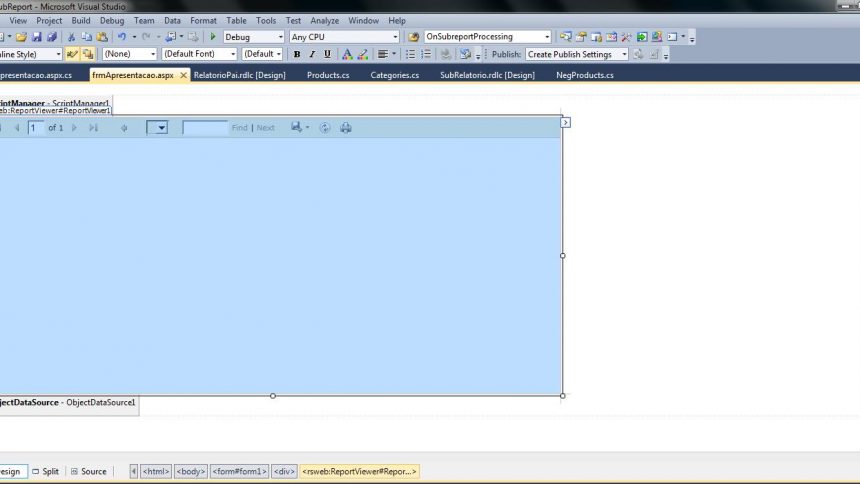 ubReport - Microsoft Visual Studio
View Project Build Debug Team Data Format Table Tools Test Analyze Window Help
Debug Any CPU OnSubreportProcessing
line Style) (None) (Default Font) (Default B I U A Publish: Create Publish Settings
presentacao.aspx.cs frmApresentacao.aspx RelatorioPai.rdlc [Design] Products.cs Categories.cs SubRelatorio.rdlc [Design] NegProducts.cs
riptManager - ScriptManager1
web:ReportViewer#ReportViewer1
1 of 1 Find | Next
jectDataSource - ObjectDataSource1
esign Split Source <html> <body> <form#form1> <div> <rsweb:ReportViewer#Repor...>